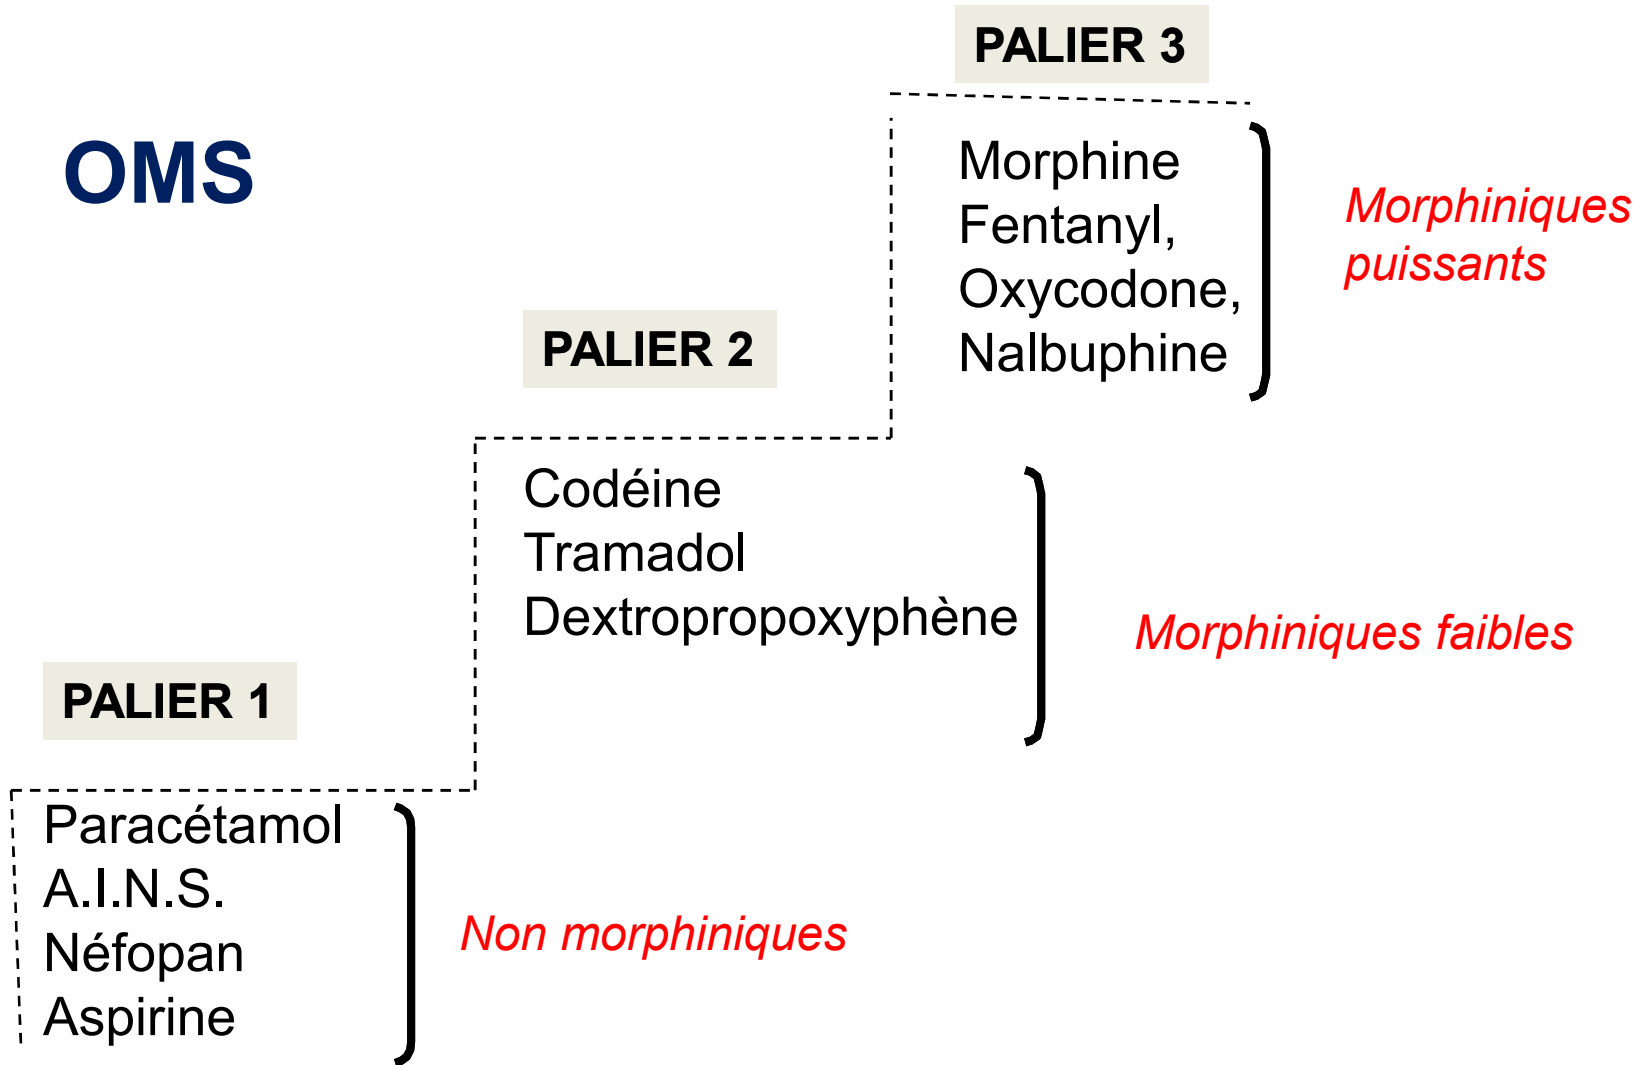 PALIER 3
OMS
Morphine
Fentanyl,
Oxycodone,
Nalbuphine
Morphiniques
puissants
PALIER 2
Codéine
Tramadol
Dextropropoxyphène
Morphiniques faibles
PALIER 1
Paracétamol
A.I.N.S.
Néfopan
Aspirine
Non morphiniques